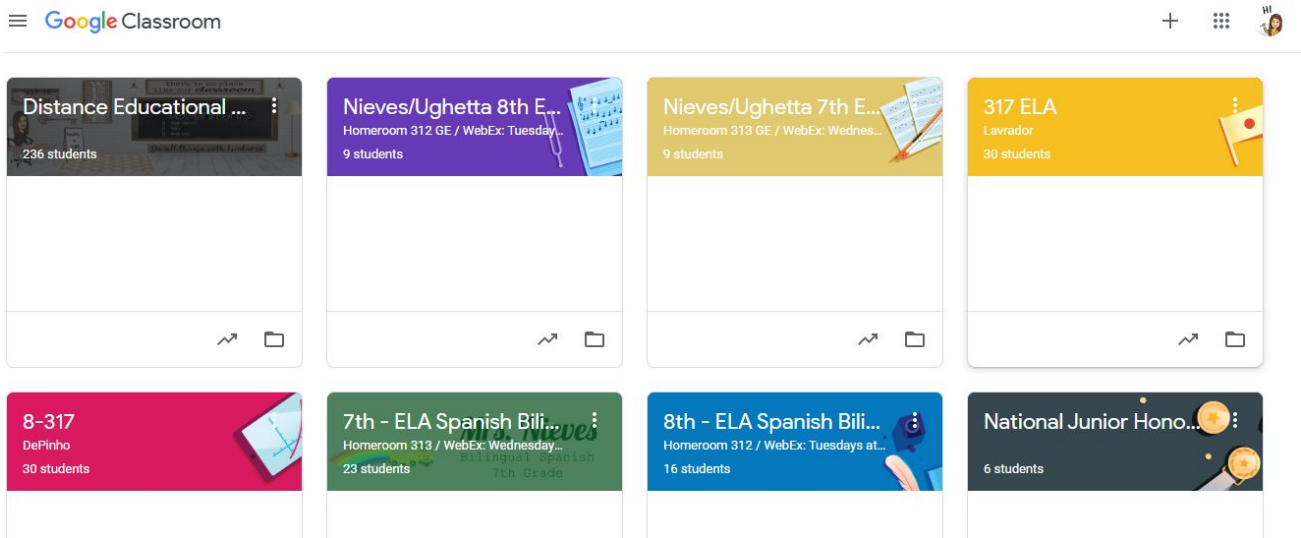 Google Classroom
HI
Distance Educational ...
236 students
Nieves/Ughetta 8th E...
Homeroom 312 GE / WebEx: Tuesday...
9 students
Nieves/Ughetta 7th E...
Homeroom 313 GE / WebEx: Wednes...
9 students
317 ELA
Lavrador
30 students
8-317
DePinho
30 students
7th - ELA Spanish Bili...
Homeroom 313 / WebEx: Wednesday...
23 students
Mrs. Nieves
Bilingual Spanish
7th Grade
8th - ELA Spanish Bili...
Homeroom 312 / WebEx: Tuesdays at...
16 students
National Junior Hono...
6 students